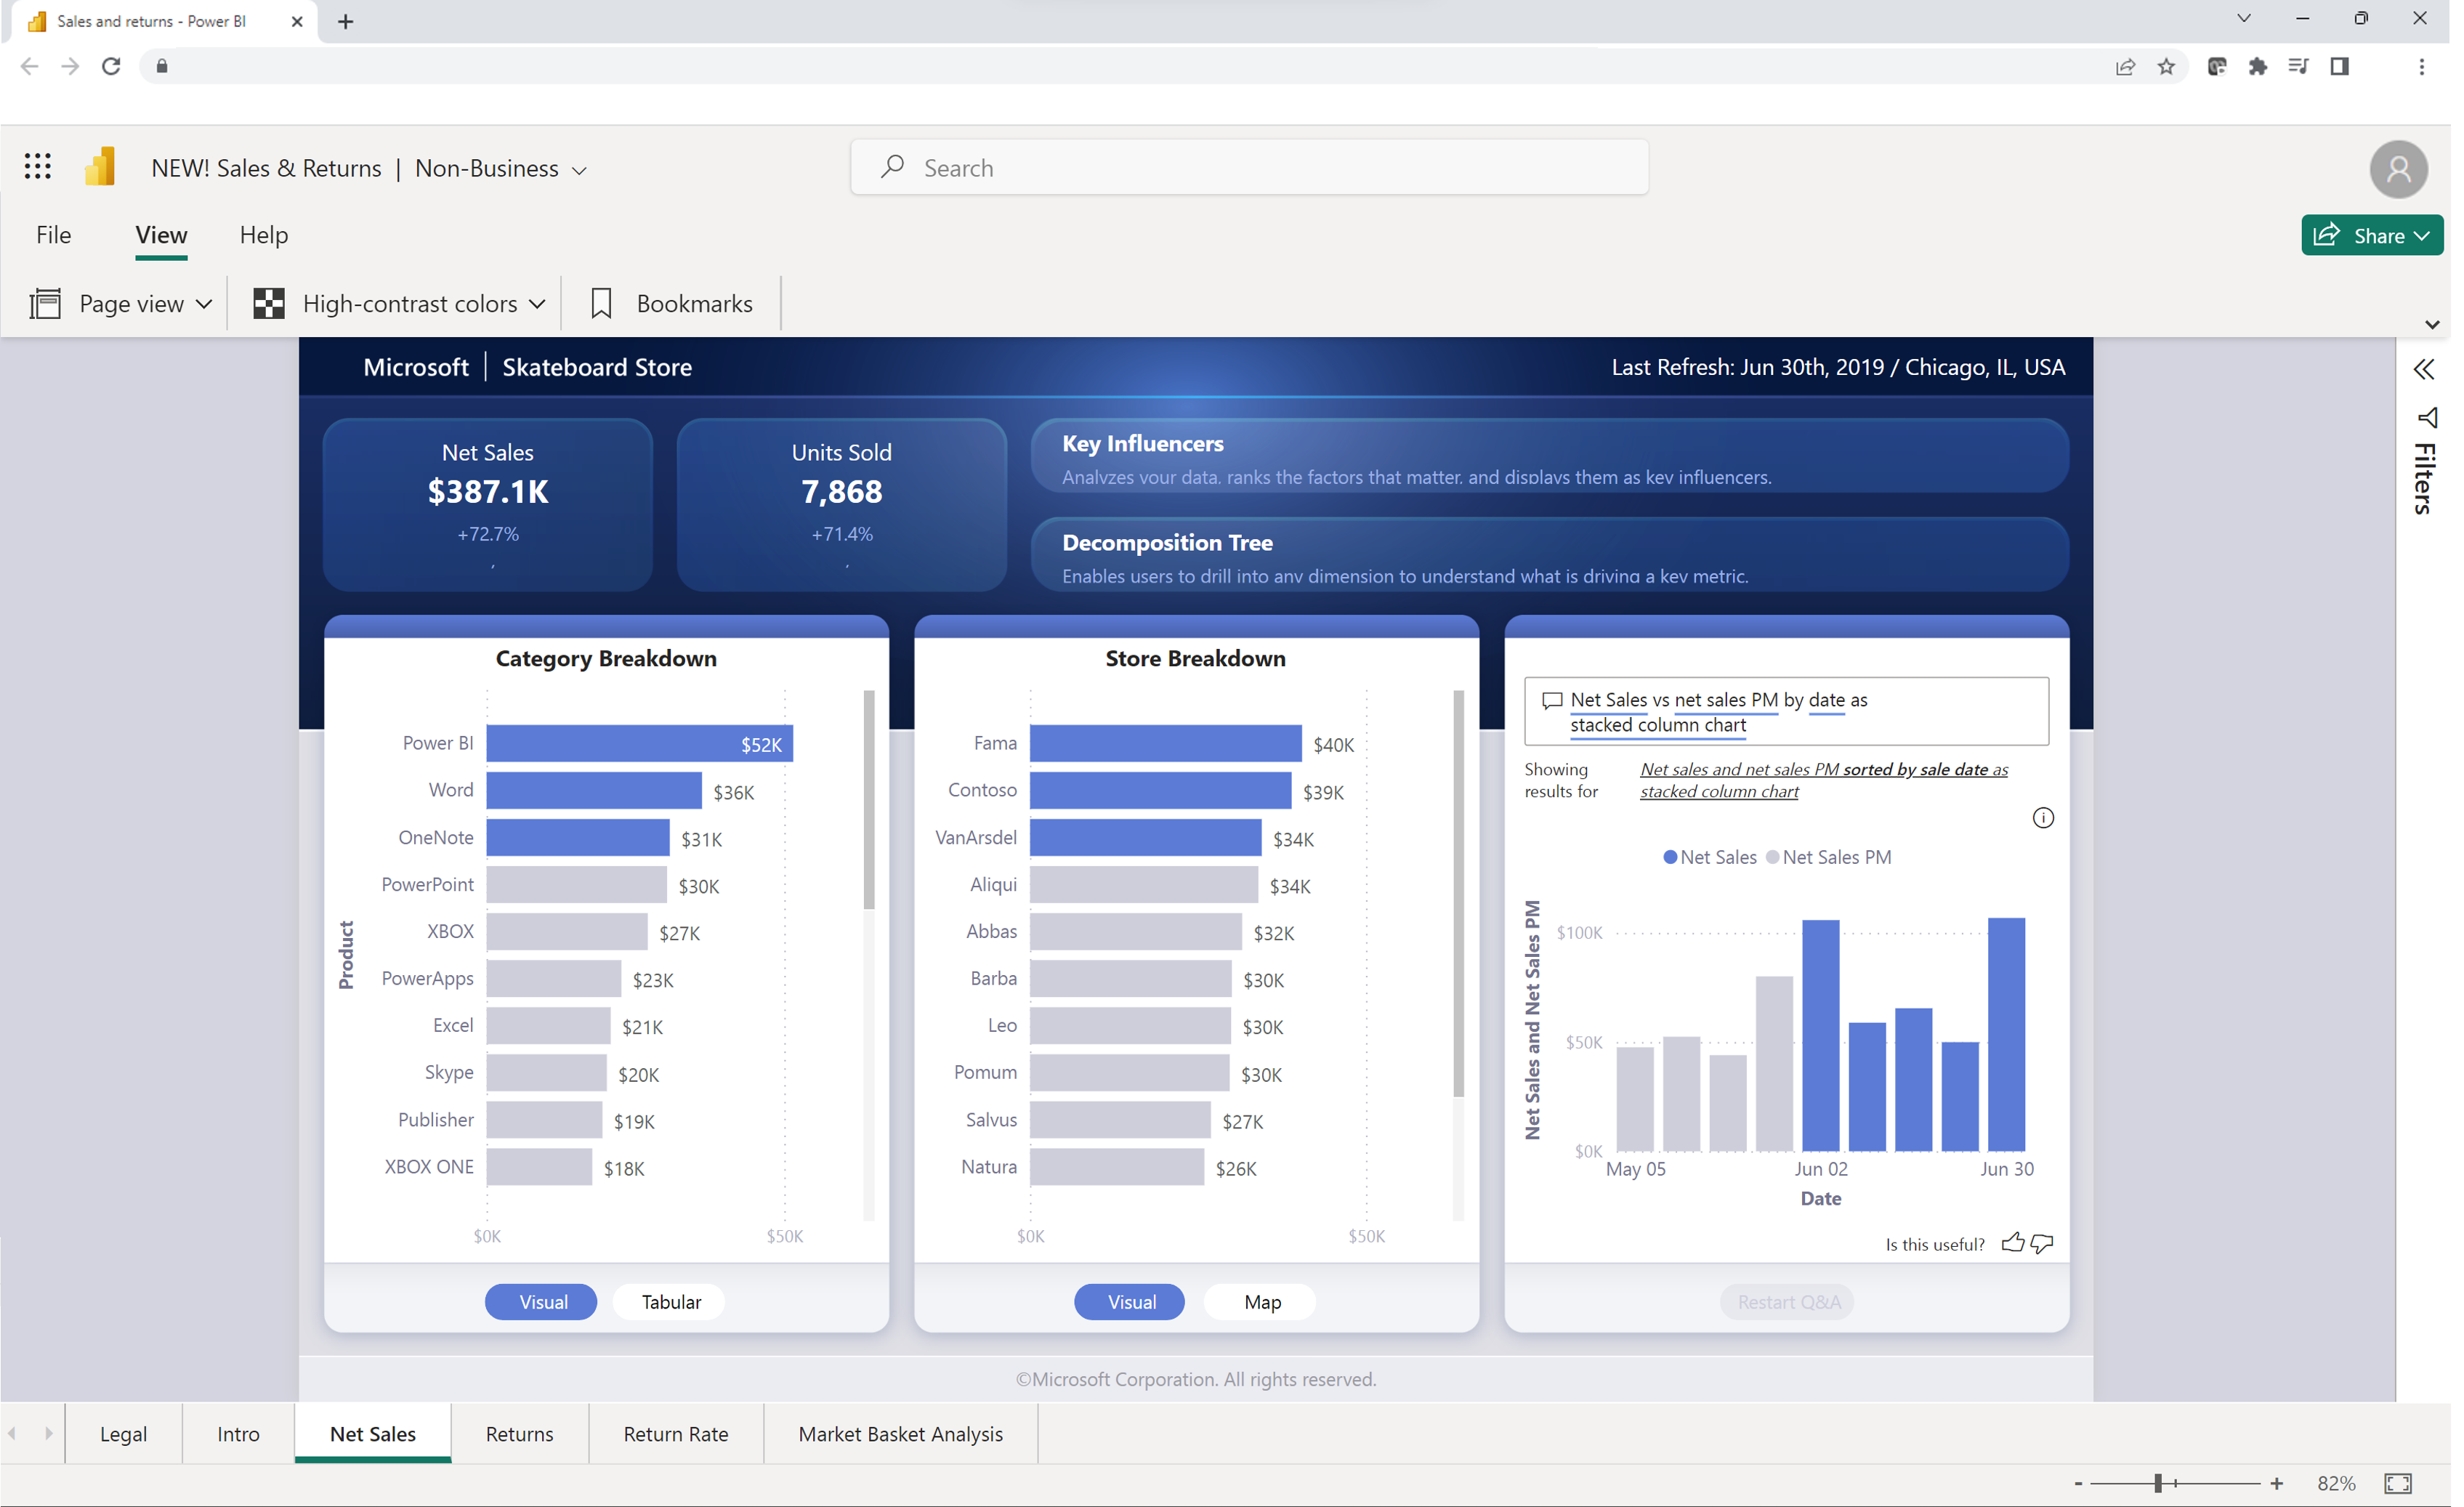 Sales and returns - Power BI
NEW! Sales & Returns | Non-Business
Search
File
View
Help
Share
Page view
High-contrast colors
Bookmarks
Microsoft | Skateboard Store
Last Refresh: Jun 30th, 2019 / Chicago, IL, USA
Filters
Net Sales
$387.1K
+72.7%
Units Sold
7,868
+71.4%
Key Influencers
Analyzes your data, ranks the factors that matter, and displays them as key influencers.
Decomposition Tree
Enables users to drill into any dimension to understand what is driving a key metric.
Category Breakdown
Product
Power BI $52K
Word $36K
OneNote $31K
PowerPoint $30K
XBOX $27K
PowerApps $23K
Excel $21K
Skype $20K
Publisher $19K
XBOX ONE $18K
$0K $50K
Visual
Tabular
Store Breakdown
Fama $40K
Contoso $39K
VanArsdel $34K
Aliqui $34K
Abbas $32K
Barba $30K
Leo $30K
Pomum $30K
Salvus $27K
Natura $26K
$0K $50K
Visual
Map
Net Sales vs net sales PM by date as
stacked column chart
Showing
results for
Net sales and net sales PM sorted by sale date as
stacked column chart
Net Sales Net Sales PM
Net Sales and Net Sales PM
$100K
$50K
$0K
May 05 Jun 02 Jun 30
Date
Is this useful?
Restart Q&A
©Microsoft Corporation. All rights reserved.
Legal
Intro
Net Sales
Returns
Return Rate
Market Basket Analysis
- + 82%